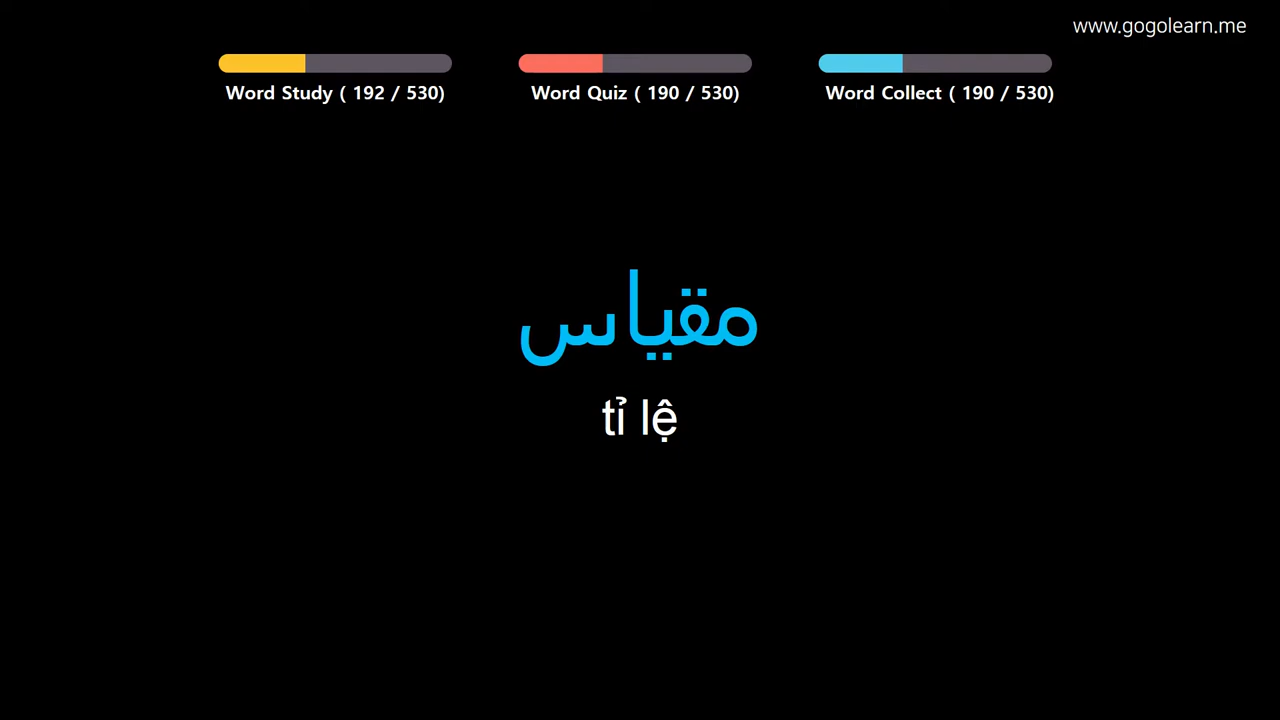 www.gogolearn.me
Word Study ( 192 / 530)
Word Quiz ( 190 / 530)
Word Collect ( 190 / 530)
مقياس
tỉ lệ